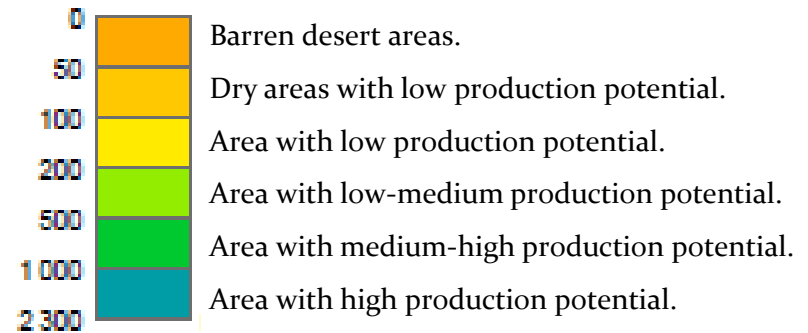 0
Barren desert areas.
50
Dry areas with low production potential.
100
Area with low production potential.
200
Area with low-medium production potential.
500
Area with medium-high production potential.
1 000
Area with high production potential.
2 300